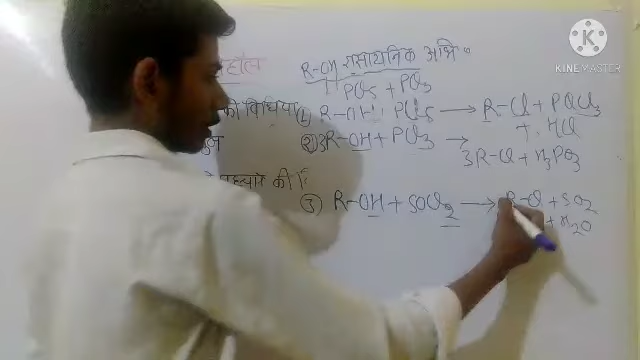 R-OH रासायनिक अभि॰
PCl5 + PCl3
की विधियां
① R-OH + PCl5 → R-Cl + POCl3
+ HCl
② 3R-OH + PCl3 →
3R-Cl + H3PO3
③ R-OH + SOCl2 → R-Cl + SO2
+ H2O
KINEMASTER